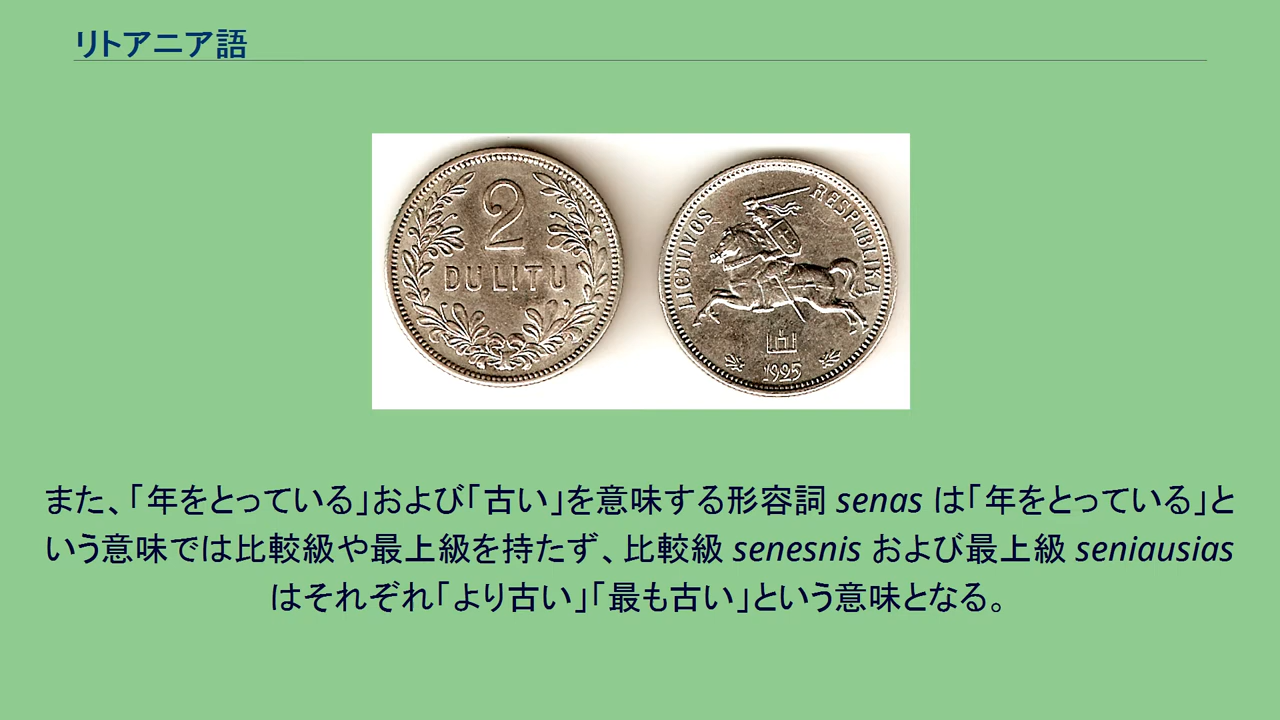 リトアニア語
2
DU LITU
LIETUVOS RESPUBLIKA
1925
また、「年をとっている」および「古い」を意味する形容詞 senas は「年をとっている」と
いう意味では比較級や最上級を持たず、比較級 senesnis および最上級 seniausias
はそれぞれ「より古い」「最も古い」という意味となる。